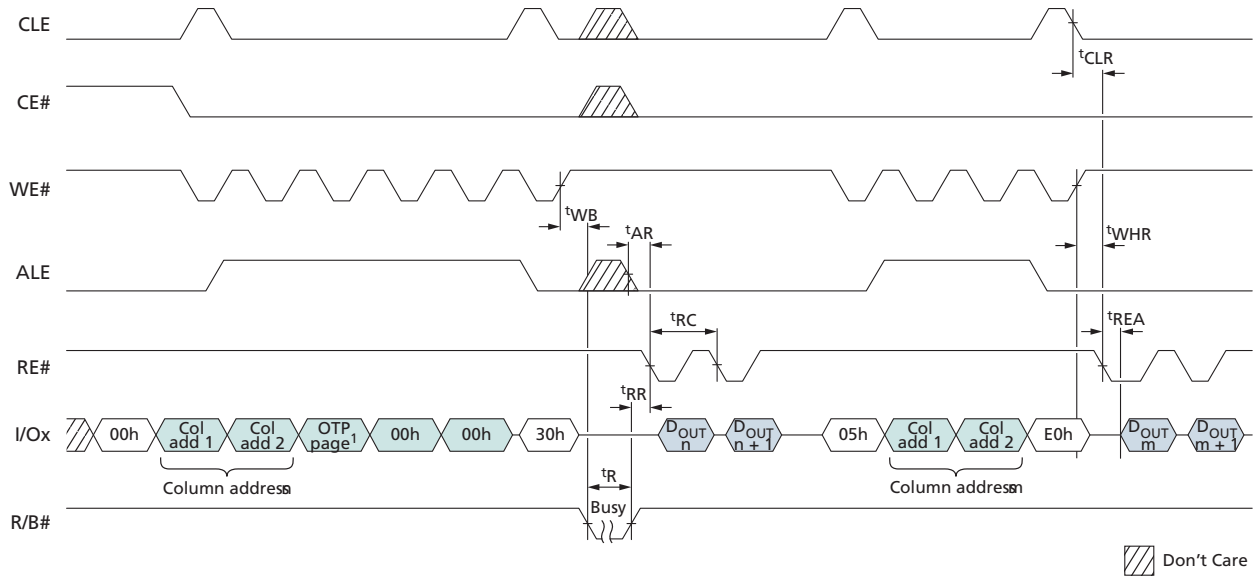 CLE
tCLR
CE#
WE#
tWB
tAR
tWHR
ALE
tRC
tREA
RE#
tRR
I/Ox
00h
Col
add 1
Col
add 2
OTP
page1
00h
00h
30h
DOUT
n
DOUT
n + 1
05h
Col
add 1
Col
add 2
E0h
DOUT
m
DOUT
m + 1
Column address n
tR
Column address m
R/B#
Busy
Don't Care